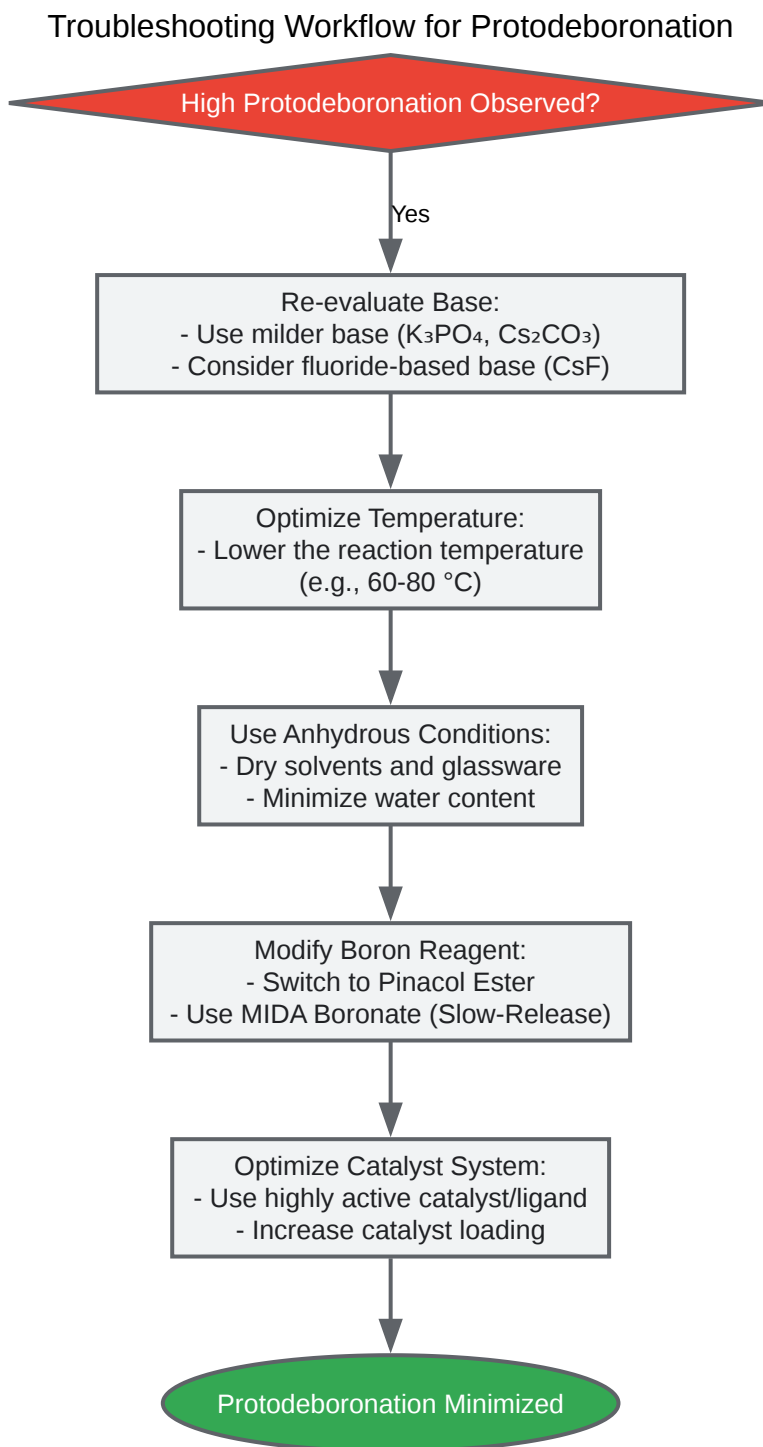 Troubleshooting Workflow for Protodeboronation
High Protodeboronation Observed?
Yes
Re-evaluate Base:
- Use milder base (K₃PO₄, Cs₂CO₃)
- Consider fluoride-based base (CsF)
Optimize Temperature:
- Lower the reaction temperature
(e.g., 60-80 °C)
Use Anhydrous Conditions:
- Dry solvents and glassware
- Minimize water content
Modify Boron Reagent:
- Switch to Pinacol Ester
- Use MIDA Boronate (Slow-Release)
Optimize Catalyst System:
- Use highly active catalyst/ligand
- Increase catalyst loading
Protodeboronation Minimized